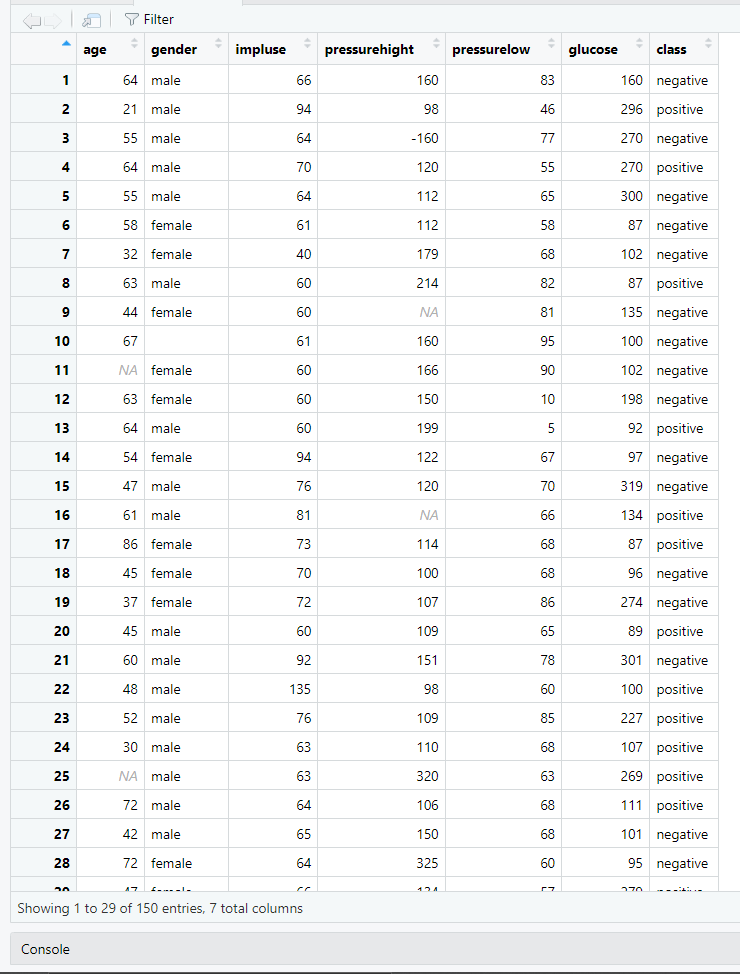 Filter
age gender impluse pressurehight pressurelow glucose class
1 64 male 66 160 83 160 negative
2 21 male 94 98 46 296 positive
3 55 male 64 -160 77 270 negative
4 64 male 70 120 55 270 positive
5 55 male 64 112 65 300 negative
6 58 female 61 112 58 87 negative
7 32 female 40 179 68 102 negative
8 63 male 60 214 82 87 positive
9 44 female 60 NA 81 135 negative
10 67 61 160 95 100 negative
11 NA female 60 166 90 102 negative
12 63 female 60 150 10 198 negative
13 64 male 60 199 5 92 positive
14 54 female 94 122 67 97 negative
15 47 male 76 120 70 319 negative
16 61 male 81 NA 66 134 positive
17 86 female 73 114 68 87 positive
18 45 female 70 100 68 96 negative
19 37 female 72 107 86 274 negative
20 45 male 60 109 65 89 positive
21 60 male 92 151 78 301 negative
22 48 male 135 98 60 100 positive
23 52 male 76 109 85 227 positive
24 30 male 63 110 68 107 positive
25 NA male 63 320 63 269 positive
26 72 male 64 106 68 111 positive
27 42 male 65 150 68 101 negative
28 72 female 64 325 60 95 negative
Showing 1 to 29 of 150 entries, 7 total columns
Console